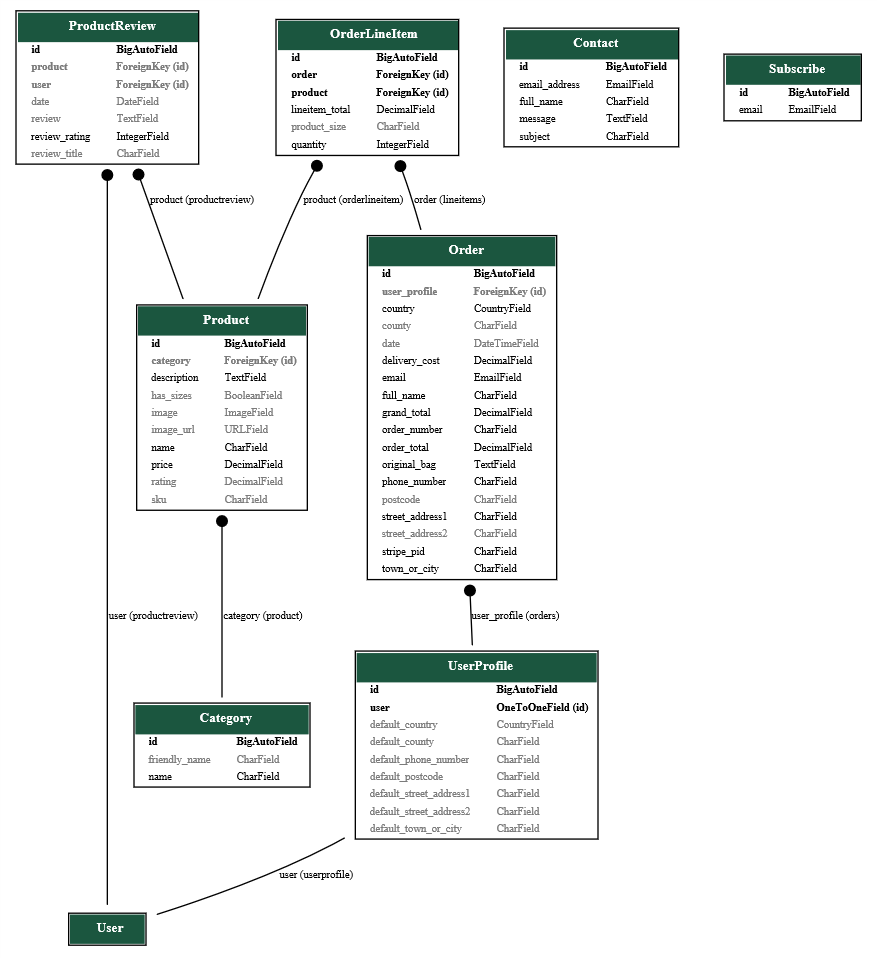 ProductReview
id BigAutoField
product ForeignKey (id)
user ForeignKey (id)
date DateField
review TextField
review_rating IntegerField
review_title CharField
OrderLineItem
id BigAutoField
order ForeignKey (id)
product ForeignKey (id)
lineitem_total DecimalField
product_size CharField
quantity IntegerField
Contact
id BigAutoField
email_address EmailField
full_name CharField
message TextField
subject CharField
Subscribe
id BigAutoField
email EmailField
product (productreview)
product (orderlineitem)
order (lineitems)
Order
id BigAutoField
user_profile ForeignKey (id)
country CountryField
county CharField
date DateTimeField
delivery_cost DecimalField
email EmailField
full_name CharField
grand_total DecimalField
order_number CharField
order_total DecimalField
original_bag TextField
phone_number CharField
postcode CharField
street_address1 CharField
street_address2 CharField
stripe_pid CharField
town_or_city CharField
Product
id BigAutoField
category ForeignKey (id)
description TextField
has_sizes BooleanField
image ImageField
image_url URLField
name CharField
price DecimalField
rating DecimalField
sku CharField
user (productreview)
category (product)
user_profile (orders)
UserProfile
id BigAutoField
user OneToOneField (id)
default_country CountryField
default_county CharField
default_phone_number CharField
default_postcode CharField
default_street_address1 CharField
default_street_address2 CharField
default_town_or_city CharField
Category
id BigAutoField
friendly_name CharField
name CharField
user (userprofile)
User